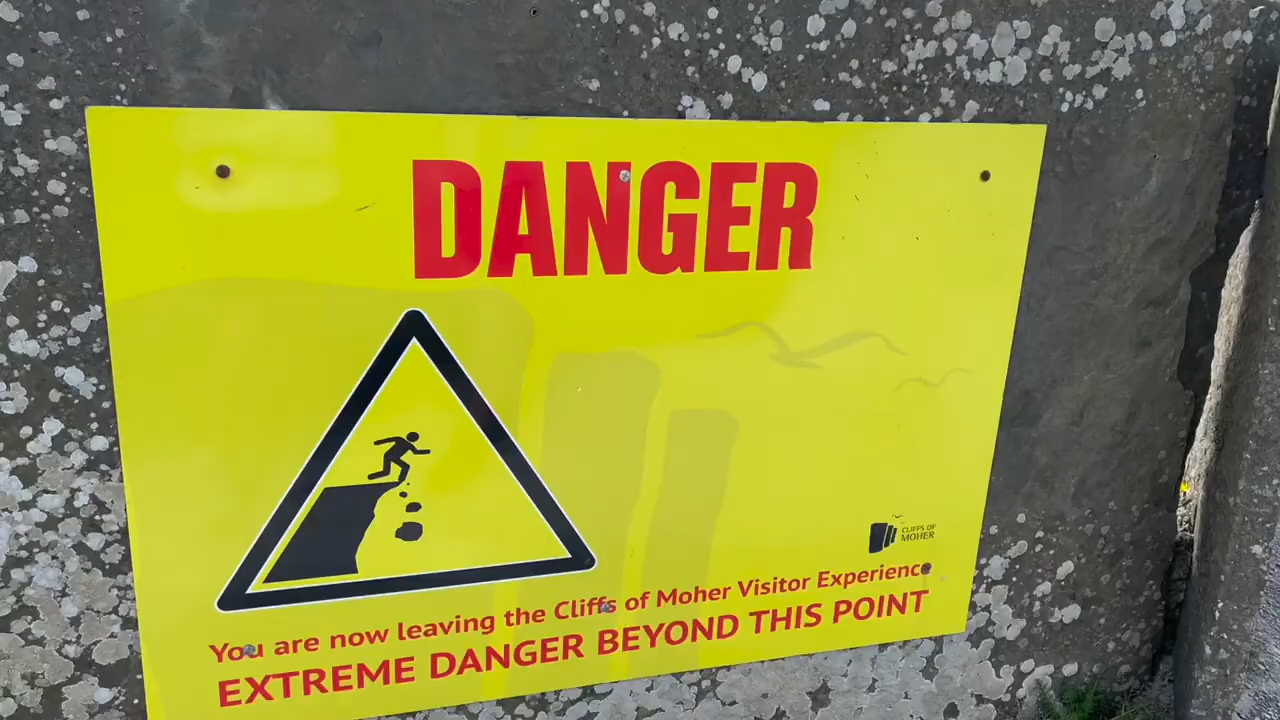 DANGER
CLIFFS OF
MOHER
You are now leaving the Cliffs of Moher Visitor Experience
EXTREME DANGER BEYOND THIS POINT